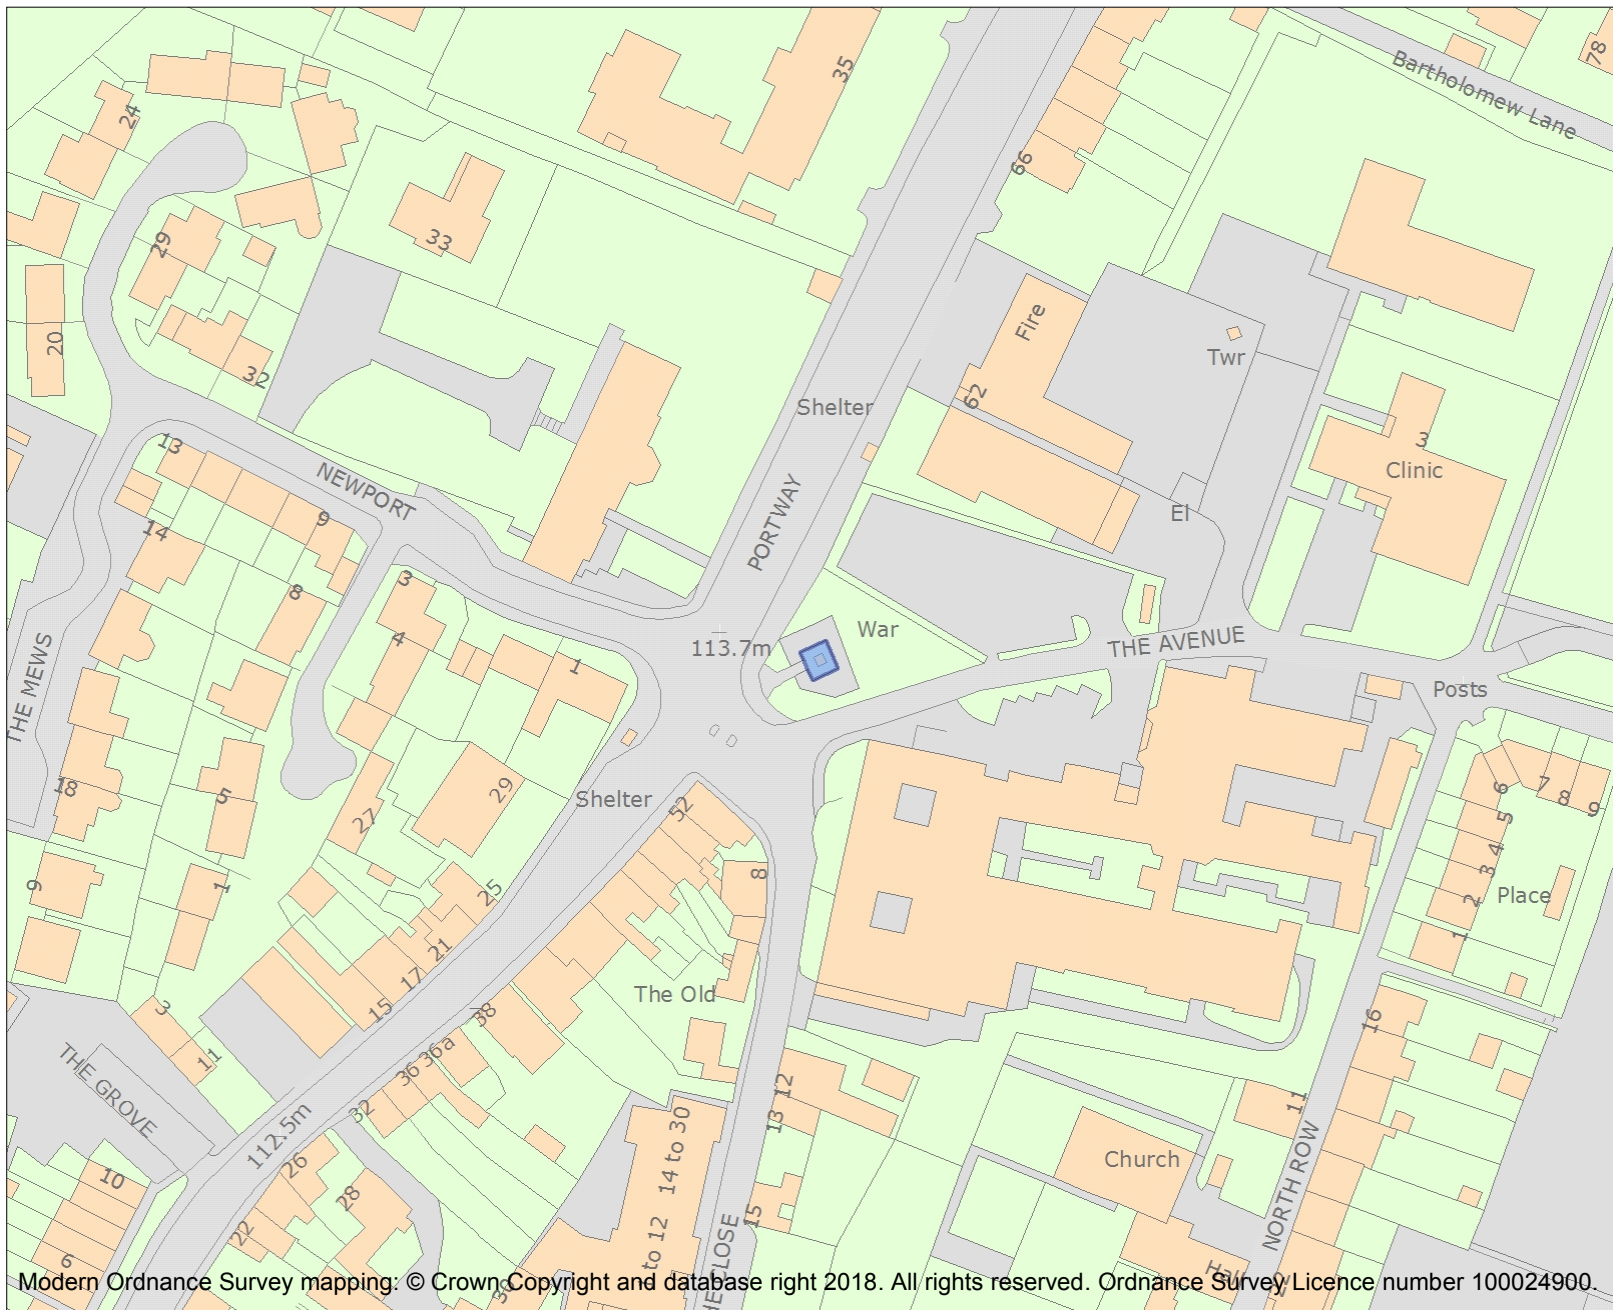 Bartholomew Lane
78
35
24
66
33
29
20
32
Fire
62
Twr
Shelter
3
Clinic
13
NEWPORT
9
14
PORTWAY
El
3
8
4
War
113.7m
THE AVENUE
THE MEWS
1
Posts
18
5
29
27
Shelter
52
6
7
8
9
5
4
3
2
1
Place
8
9
1
25
21
17
15
The Old
38
36a
36
32
3
11
THE GROVE
112.5m
16
12
13
14 to 30
11
Church
NORTH ROW
10
26
28
22
6
15
to 12
THE CLOSE
Hall
Modern Ordnance Survey mapping: © Crown Copyright and database right 2018. All rights reserved. Ordnance Survey Licence number 100024900.